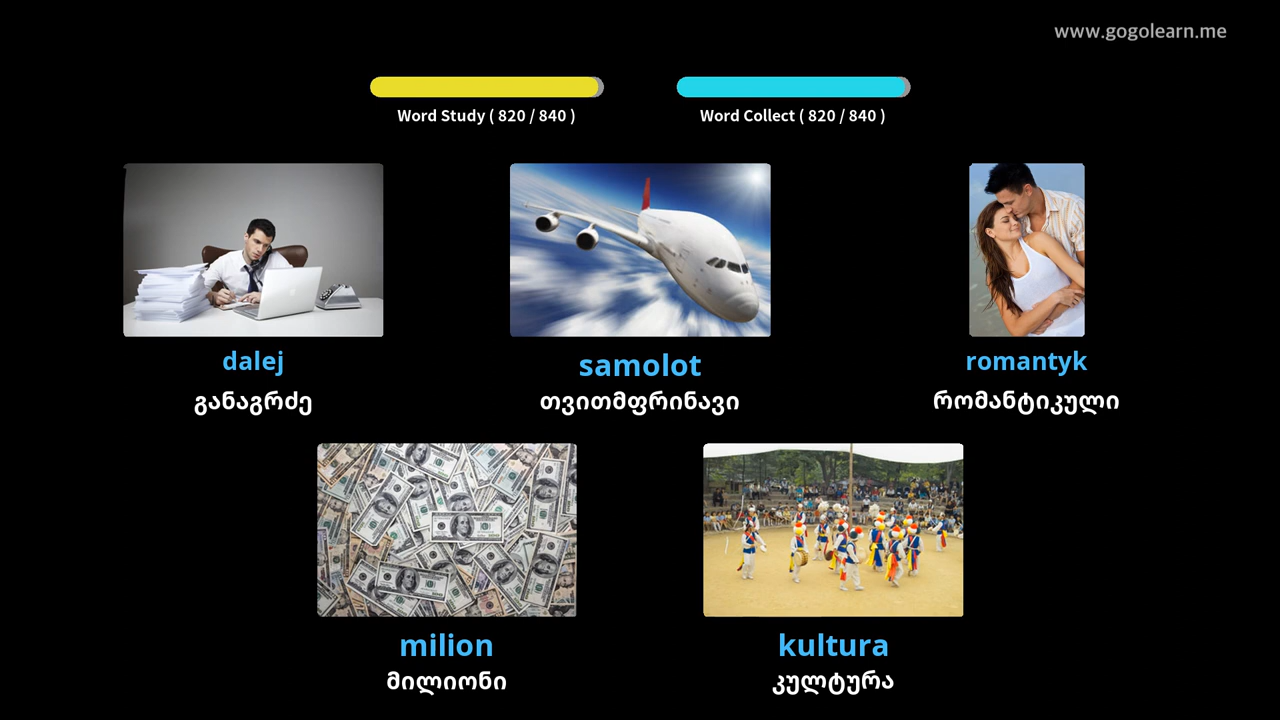 www.gogolearn.me
Word Study ( 820 / 840 )
Word Collect ( 820 / 840 )
dalej
განაგრძე
samolot
თვითმფრინავი
romantyk
რომანტიკული
milion
მილიონი
kultura
კულტურა